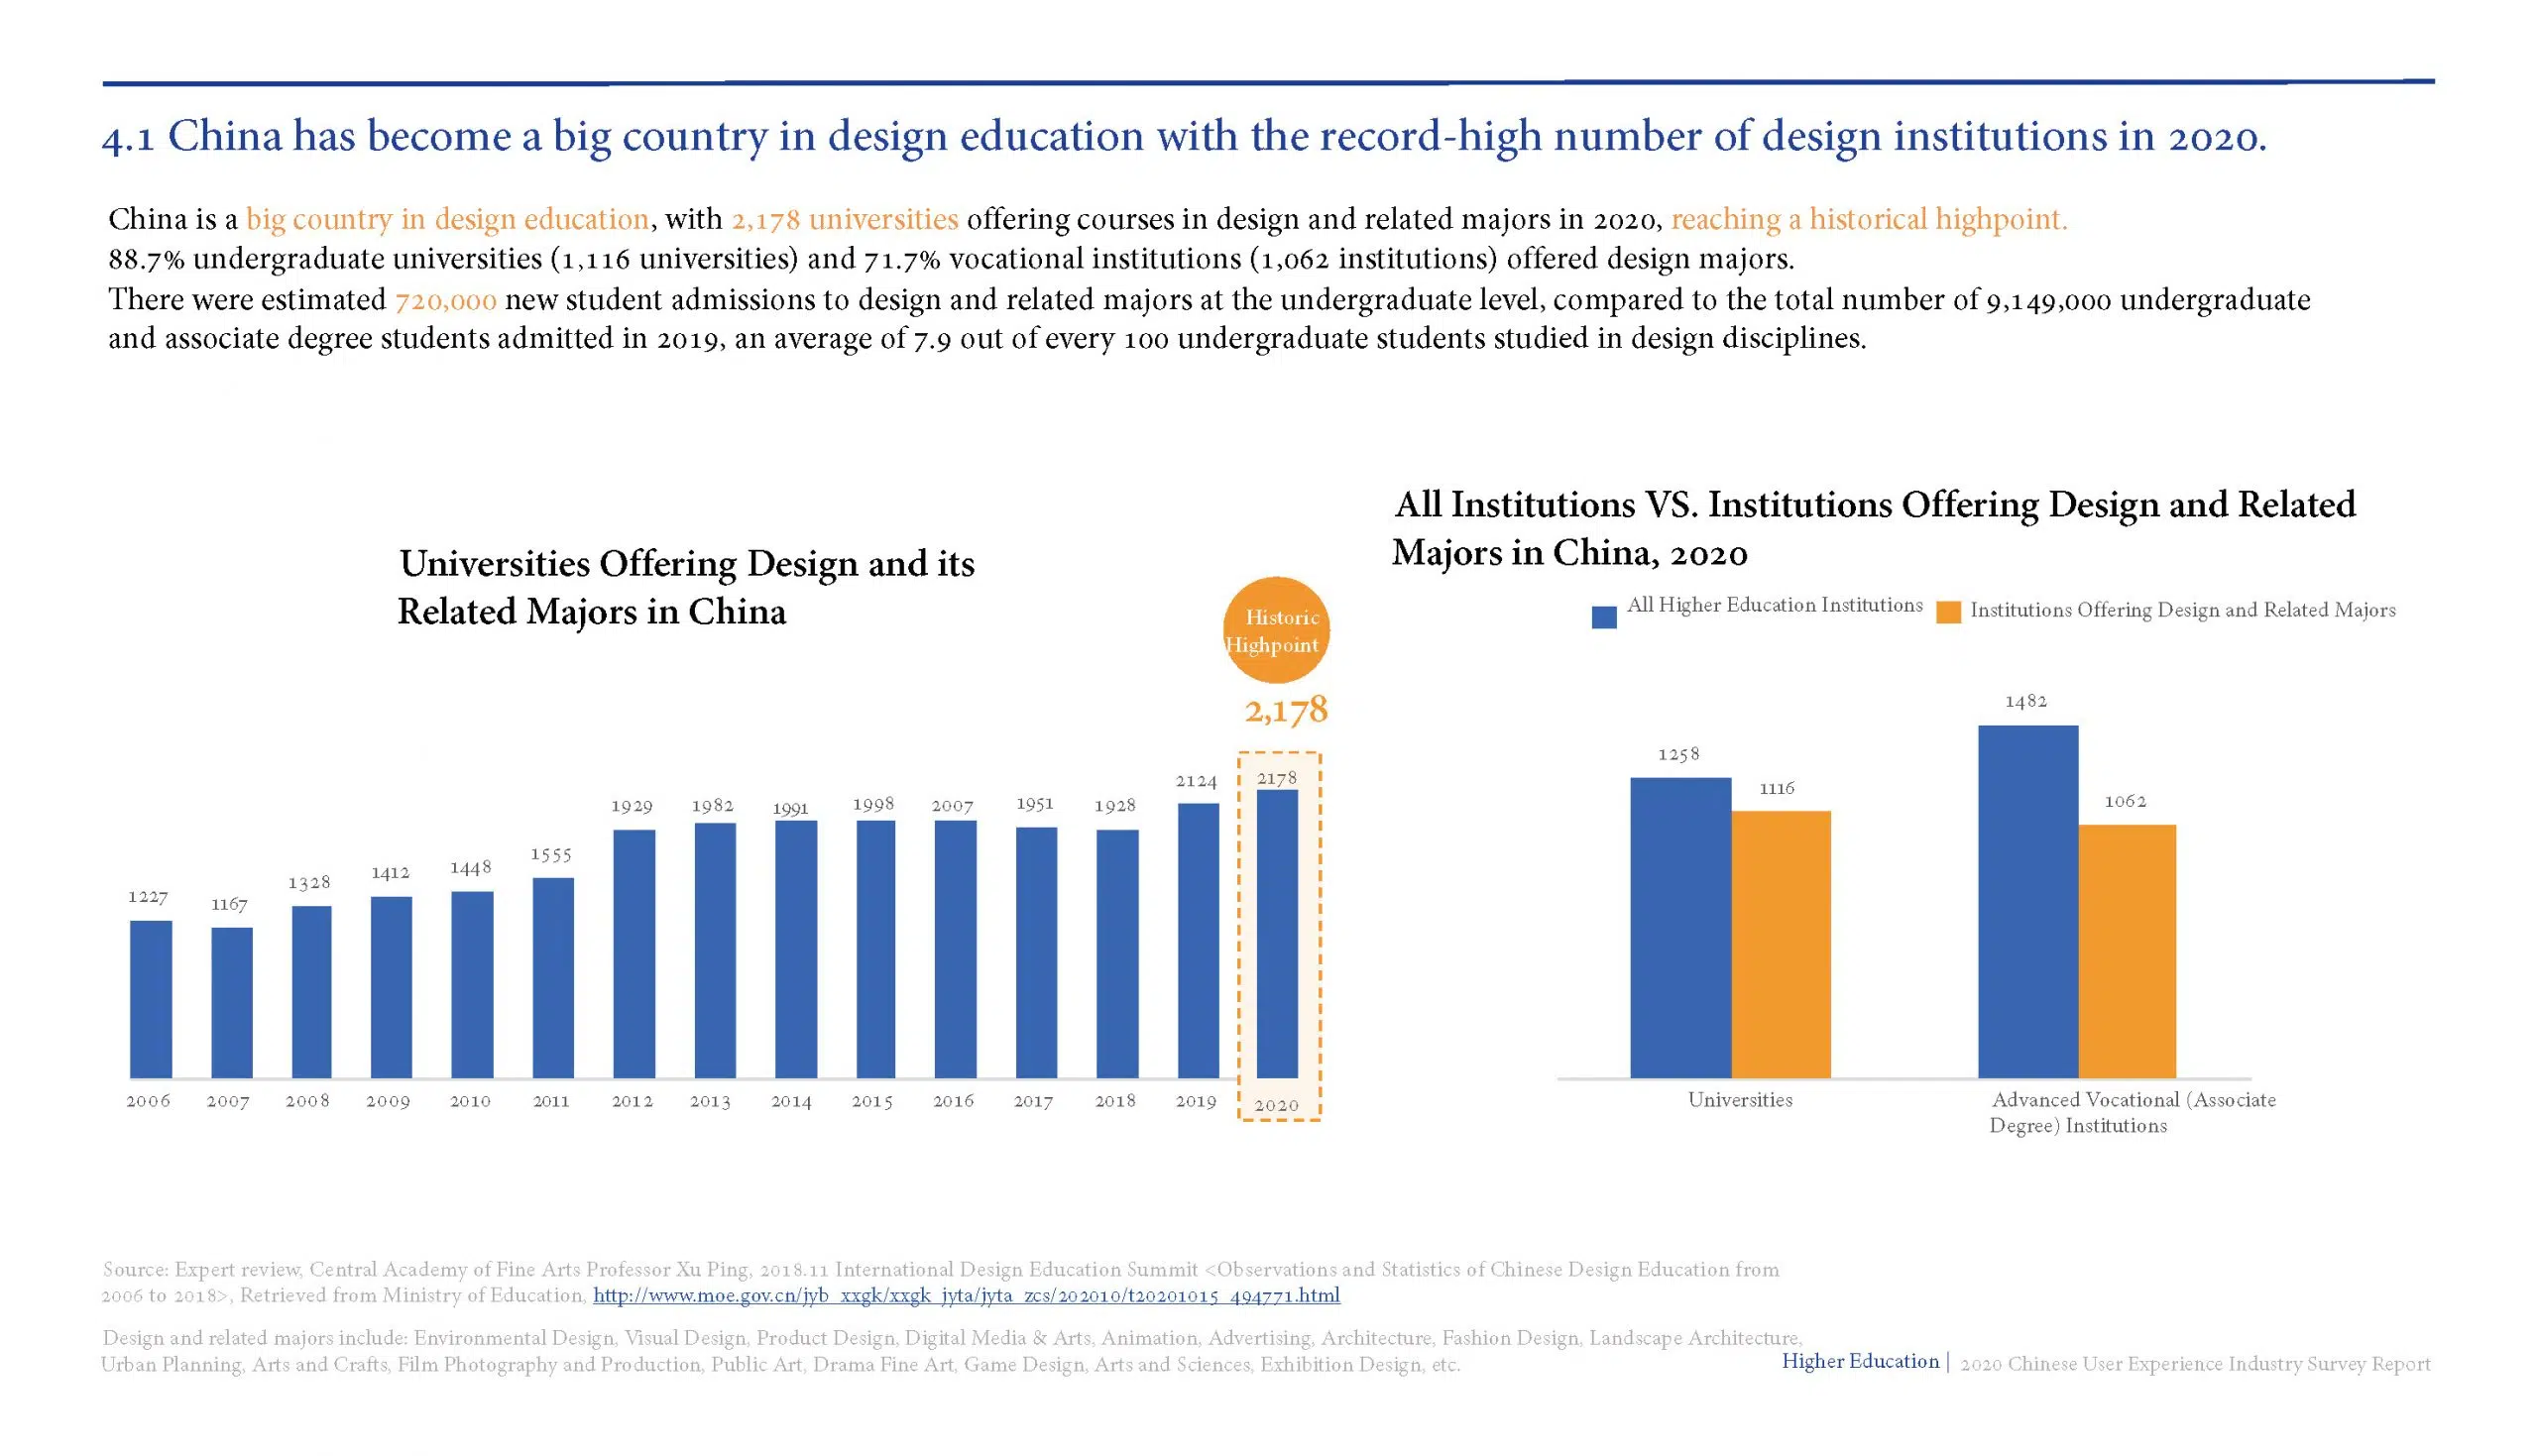 4.1 China has become a big country in design education with the record-high number of design institutions in 2020.
China is a big country in design education, with 2,178 universities offering courses in design and related majors in 2020, reaching a historical highpoint.
88.7% undergraduate universities (1,116 universities) and 71.7% vocational institutions (1,062 institutions) offered design majors.
There were estimated 720,000 new student admissions to design and related majors at the undergraduate level, compared to the total number of 9,149,000 undergraduate
and associate degree students admitted in 2019, an average of 7.9 out of every 100 undergraduate students studied in design disciplines.
Universities Offering Design and its
Related Majors in China
Historic
Highpoint
2,178
1227
1167
1328
1412
1448
1555
1929
1982
1991
1998
2007
1951
1928
2124
2178
2006
2007
2008
2009
2010
2011
2012
2013
2014
2015
2016
2017
2018
2019
2020
All Institutions VS. Institutions Offering Design and Related
Majors in China, 2020
All Higher Education Institutions
Institutions Offering Design and Related Majors
1258
1116
1482
1062
Universities
Advanced Vocational (Associate
Degree) Institutions
Source: Expert review, Central Academy of Fine Arts Professor Xu Ping, 2018.11 International Design Education Summit <Observations and Statistics of Chinese Design Education from
2006 to 2018>, Retrieved from Ministry of Education, http://www.moe.gov.cn/jyb_xxgk/xxgk_jyta/jyta_zcs/202010/t20201015_494771.html
Design and related majors include: Environmental Design, Visual Design, Product Design, Digital Media & Arts, Animation, Advertising, Architecture, Fashion Design, Landscape Architecture,
Urban Planning, Arts and Crafts, Film Photography and Production, Public Art, Drama Fine Art, Game Design, Arts and Sciences, Exhibition Design, etc.
Higher Education | 2020 Chinese User Experience Industry Survey Report